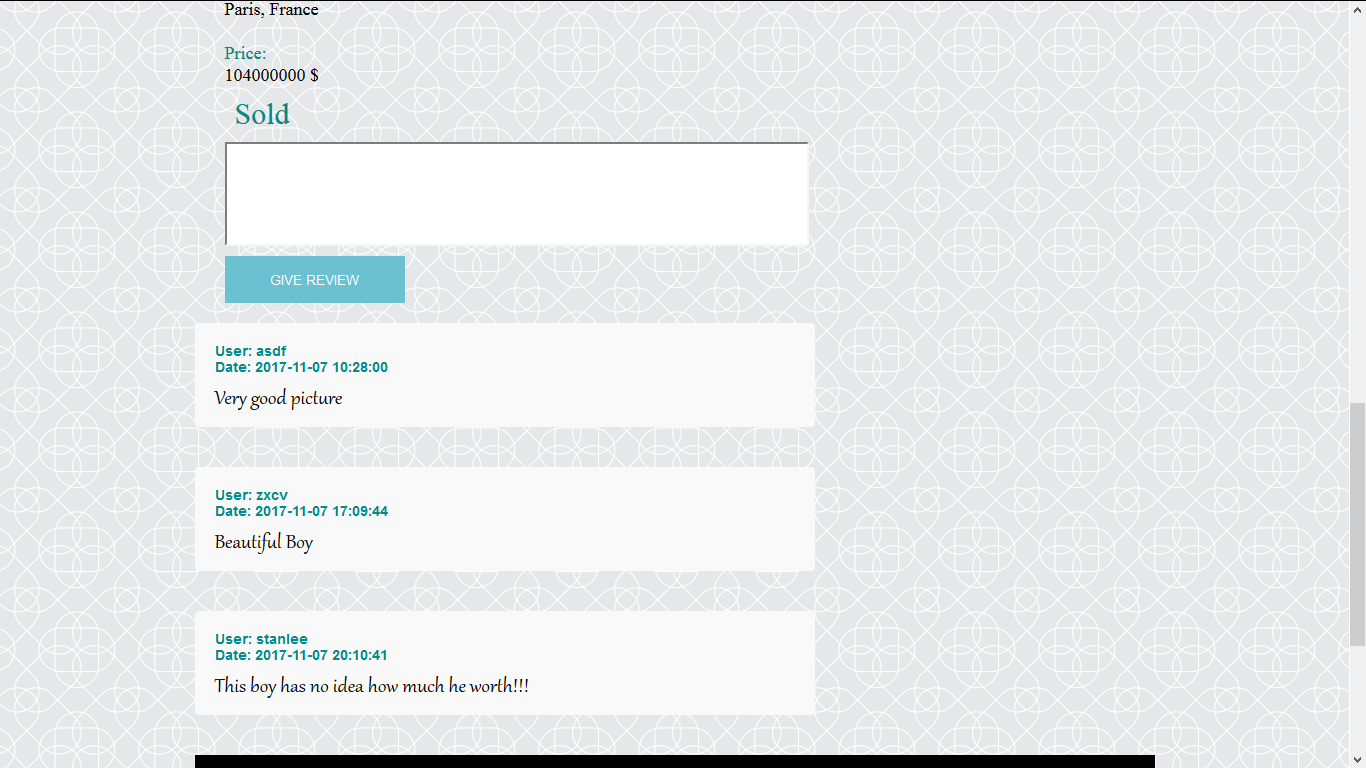 Paris, France
Price:
104000000 $
Sold
GIVE REVIEW
User: asdf
Date: 2017-11-07 10:28:00
Very good picture
User: zxcv
Date: 2017-11-07 17:09:44
Beautiful Boy
User: stanlee
Date: 2017-11-07 20:10:41
This boy has no idea how much he worth!!!